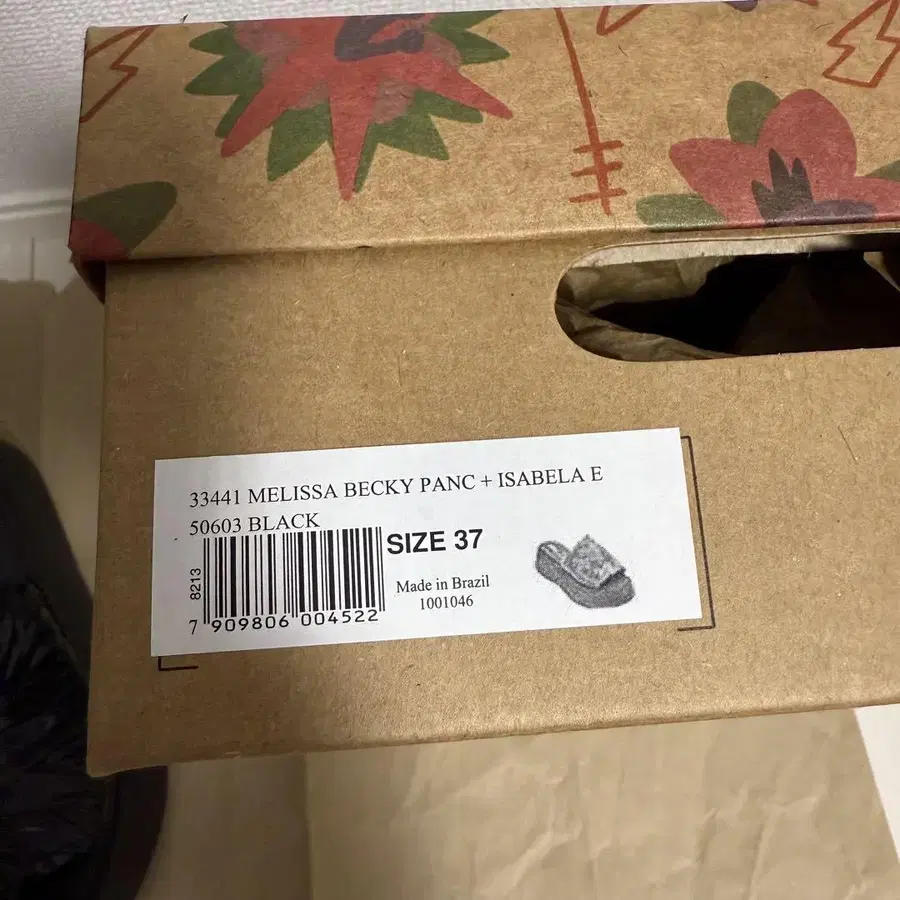 33441 MELISSA BECKY PANC + ISABELA E
50603 BLACK
SIZE 37
8213
Made in Brazil
1001046
7 909806 004522